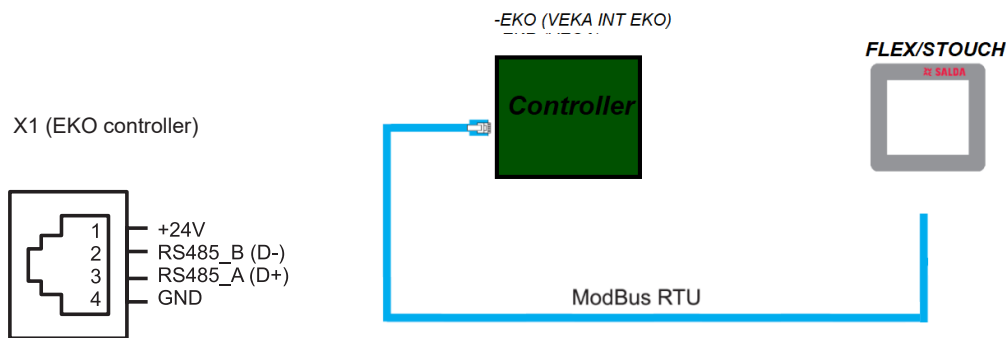 -EKO (VEKA INT EKO)
FLEX/STOUCH
SALDA
Controller
X1 (EKO controller)
1 +24V
2 RS485_B (D-)
3 RS485_A (D+)
4 GND
ModBus RTU